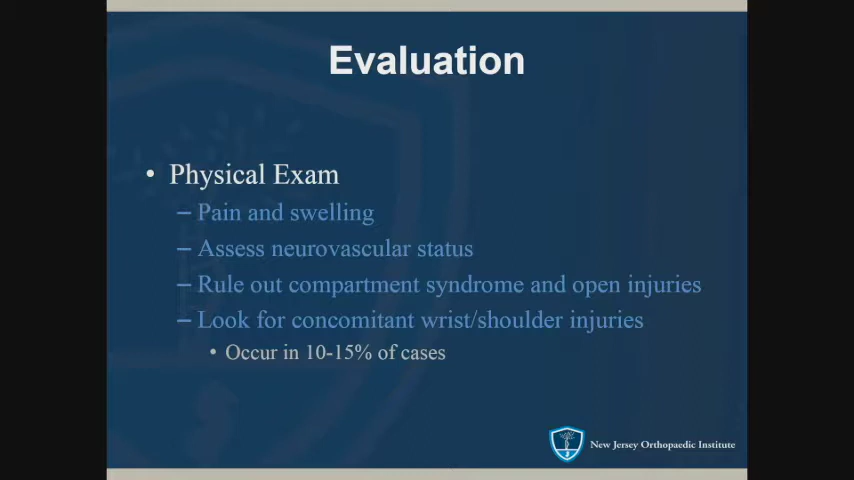 Evaluation
• Physical Exam
– Pain and swelling
– Assess neurovascular status
– Rule out compartment syndrome and open injuries
– Look for concomitant wrist/shoulder injuries
• Occur in 10-15% of cases
New Jersey Orthopaedic Institute